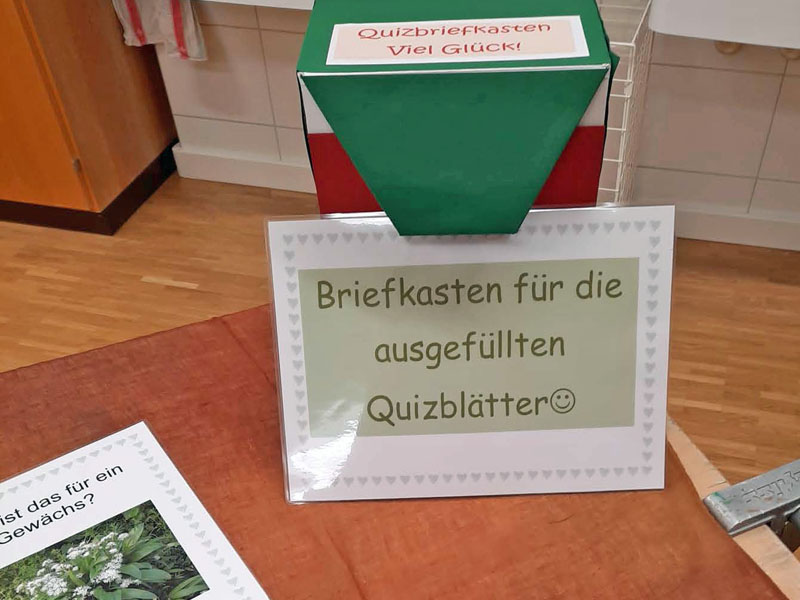 Quizbriefkasten
Viel Glück!
Briefkasten für die
ausgefüllten
Quizblätter☺
ist das für ein
Gewächs?